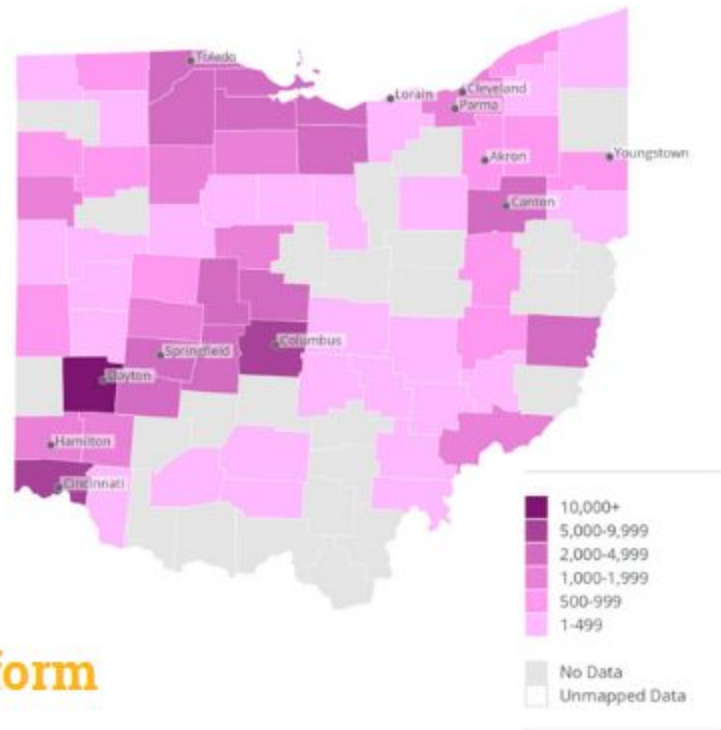 Toledo
Lorain
Cleveland
Parma
Akron
Youngstown
Canton
Columbus
Springfield
Dayton
Hamilton
Cincinnati
10,000+
5,000-9,999
2,000-4,999
1,000-1,999
500-999
1-499
No Data
Unmapped Data
form